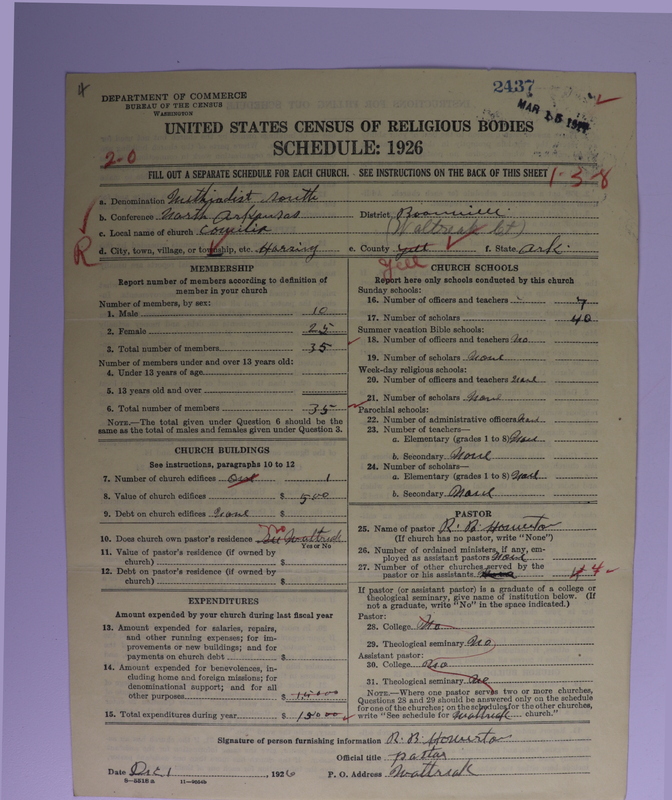 DEPARTMENT OF COMMERCE
BUREAU OF THE CENSUS
WASHINGTON
2437
MAR 15
UNITED STATES CENSUS OF RELIGIOUS BODIES
SCHEDULE: 1926
2-0
FILL OUT A SEPARATE SCHEDULE FOR EACH CHURCH. SEE INSTRUCTIONS ON THE BACK OF THIS SHEET
1-3-8
a. Denomination Methodist South
b. Conference North Arkansas District Booneville
c. Local name of church (Waltreak Ct)
d. City, town, village, or township, etc. e. County Yell f. State Ark.
R
Yell
MEMBERSHIP
Report number of members according to definition of
member in your church
Number of members, by sex:
1. Male 10
2. Female 25
3. Total number of members 35
Number of members under and over 13 years old:
4. Under 13 years of age
5. 13 years old and over
6. Total number of members 35
NOTE.—The total given under Question 6 should be the
same as the total of males and females given under Question 3.
CHURCH BUILDINGS
See instructions, paragraphs 10 to 12
7. Number of church edifices One 1
8. Value of church edifices $ 500
9. Debt on church edifices None $
10. Does church own pastor's residence No Waltreak
Yes or No
11. Value of pastor's residence (if owned by
church) $
12. Debt on pastor's residence (if owned by
church) $
EXPENDITURES
Amount expended by your church during last fiscal year
13. Amount expended for salaries, repairs,
and other running expenses; for im-
provements or new buildings; and for
payments on church debt $
14. Amount expended for benevolences, in-
cluding home and foreign missions; for
denominational support; and for all
other purposes $
15. Total expenditures during year $
CHURCH SCHOOLS
Report here only schools conducted by this church
Sunday schools:
16. Number of officers and teachers 7
17. Number of scholars 40
Summer vacation Bible schools:
18. Number of officers and teachers No
19. Number of scholars None
Week-day religious schools:
20. Number of officers and teachers None
21. Number of scholars None
Parochial schools:
22. Number of administrative officers None
23. Number of teachers—
a. Elementary (grades 1 to 8) None
b. Secondary None
24. Number of scholars—
a. Elementary (grades 1 to 8) None
b. Secondary None
PASTOR
25. Name of pastor R. B. Howerton
(If church has no pastor, write "None")
26. Number of ordained ministers, if any, em-
ployed as assistant pastors None
27. Number of other churches served by the
pastor or his assistants 4
If pastor (or assistant pastor) is a graduate of a college or
theological seminary, give name of institution below. (If
not a graduate, write "No" in the space indicated.)
Pastor:
28. College No
29. Theological seminary No
Assistant pastor:
30. College No
31. Theological seminary No
NOTE.—Where one pastor serves two or more churches,
Questions 28 and 29 should be answered only on the schedule
for one of the churches; on the schedules for the other churches,
write "See schedule for Waltreak church."
Signature of person furnishing information R. B. Howerton
Official title pastor
Date Dec 1, 1926 P. O. Address Waltreak
8—5518a